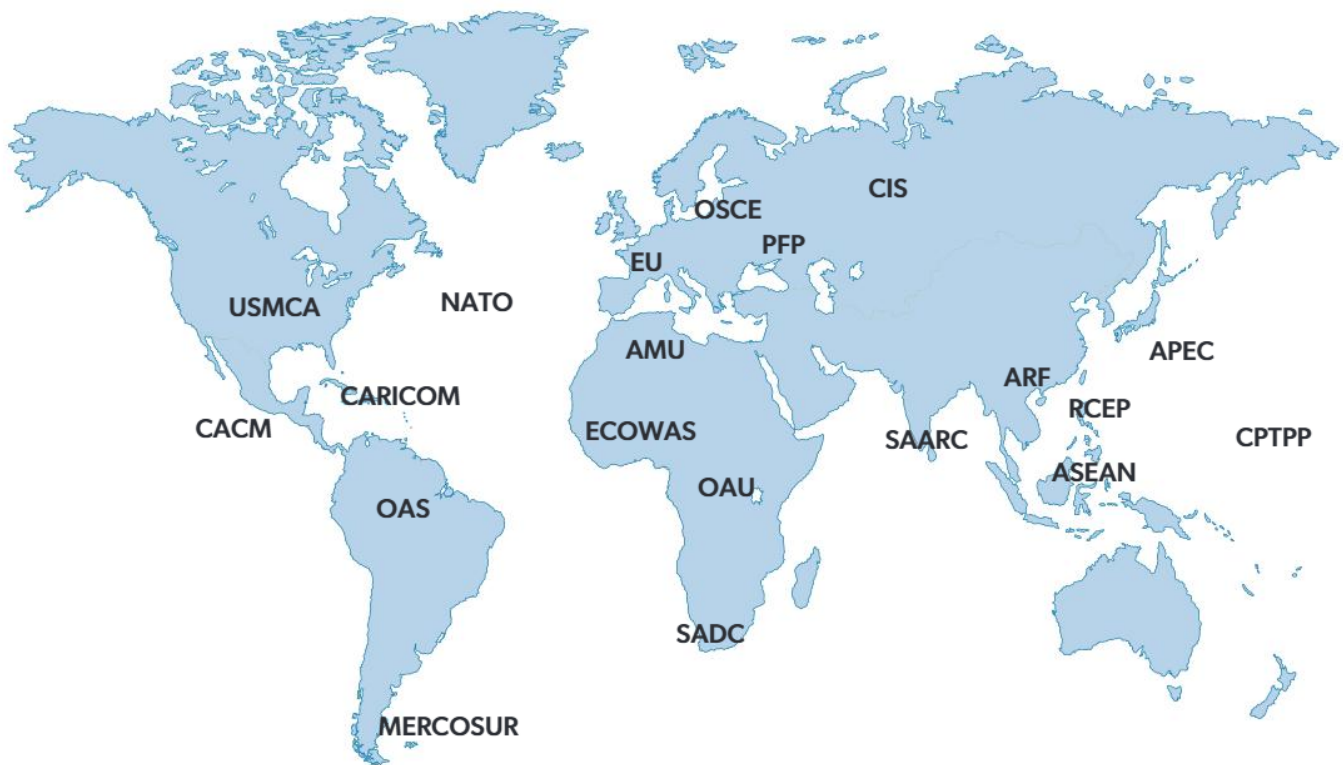 CIS
OSCE
PFP
EU
USMCA
NATO
AMU
APEC
ARF
CARICOM
RCEP
CACM
ECOWAS
SAARC
CPTPP
ASEAN
OAU
OAS
SADC
MERCOSUR